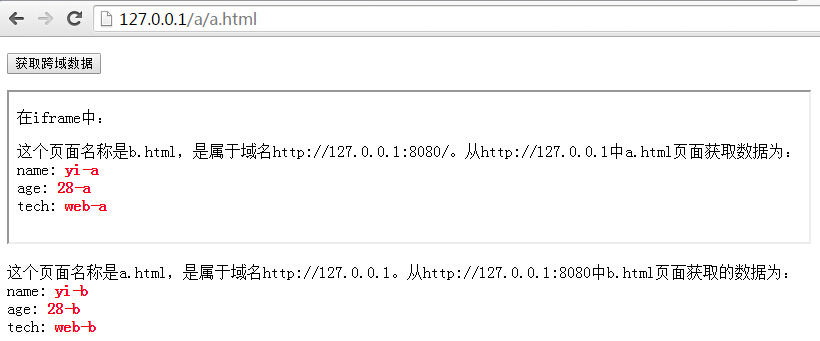 127.0.0.1/a/a.html
获取跨域数据
在iframe中：
这个页面名称是b.html，是属于域名http://127.0.0.1:8080/。从http://127.0.0.1中a.html页面获取数据为：
name: yi-a
age: 28-a
tech: web-a
这个页面名称是a.html，是属于域名http://127.0.0.1。从http://127.0.0.1:8080中b.html页面获取的数据为：
name: yi-b
age: 28-b
tech: web-b